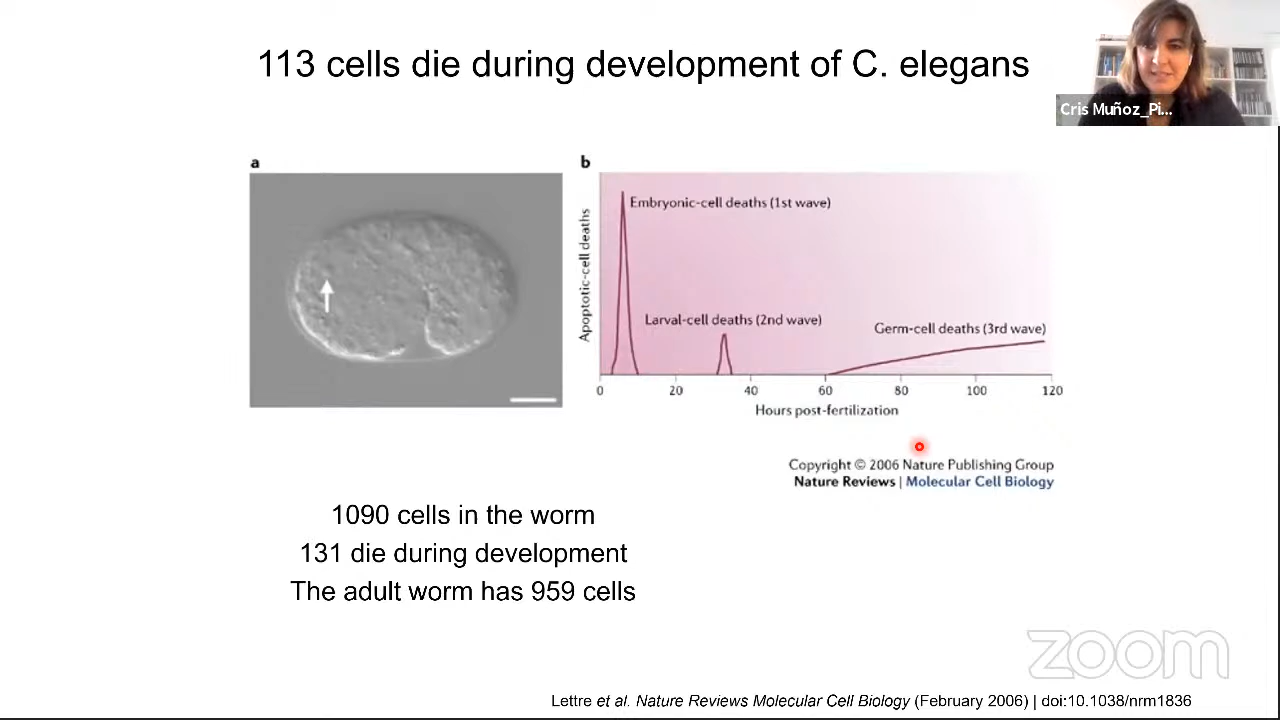 113 cells die during development of C. elegans
Cris Muñoz_Pi...
a
b
Apoptotic-cell deaths
Embryonic-cell deaths (1st wave)
Larval-cell deaths (2nd wave)
Germ-cell deaths (3rd wave)
0 20 40 60 80 100 120
Hours post-fertilization
Copyright © 2006 Nature Publishing Group
Nature Reviews | Molecular Cell Biology
1090 cells in the worm
131 die during development
The adult worm has 959 cells
zoom
Lettre et al. Nature Reviews Molecular Cell Biology (February 2006) | doi:10.1038/nrm1836